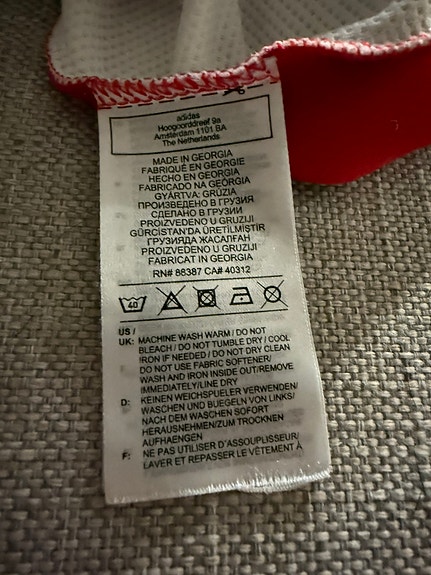 adidas
Hoogoorddreef 9a
Amsterdam 1101 BA
The Netherlands
MADE IN GEORGIA
FABRIQUÉ EN GEORGIE
HECHO EN GEORGIA
FABRICADO NA GEÓRGIA
GYÁRTVA: GRÚZIA
ПРОИЗВЕДЕНО В ГРУЗИЯ
СДЕЛАНО В ГРУЗИИ
PROIZVEDENO U GRUZIJI
GÜRCİSTAN'DA ÜRETİLMİŞTİR
ГРУЗИЯДА ЖАСАЛҒАН
PROIZVEDENO U GRUZIJI
FABRICAT IN GEORGIA
RN# 88387 CA# 40312
40
US /
UK: MACHINE WASH WARM / DO NOT
BLEACH / DO NOT TUMBLE DRY / COOL
IRON IF NEEDED / DO NOT DRY CLEAN
DO NOT USE FABRIC SOFTENER/
WASH AND IRON INSIDE OUT/REMOVE
IMMEDIATELY/LINE DRY
D: KEINEN WEICHSPUELER VERWENDEN/
WASCHEN UND BUEGELN VON LINKS/
NACH DEM WASCHEN SOFORT
HERAUSNEHMEN/ZUM TROCKNEN
AUFHAENGEN
F: NE PAS UTILISER D'ASSOUPLISSEUR/
LAVER ET REPASSER LE VÊTEMENT À